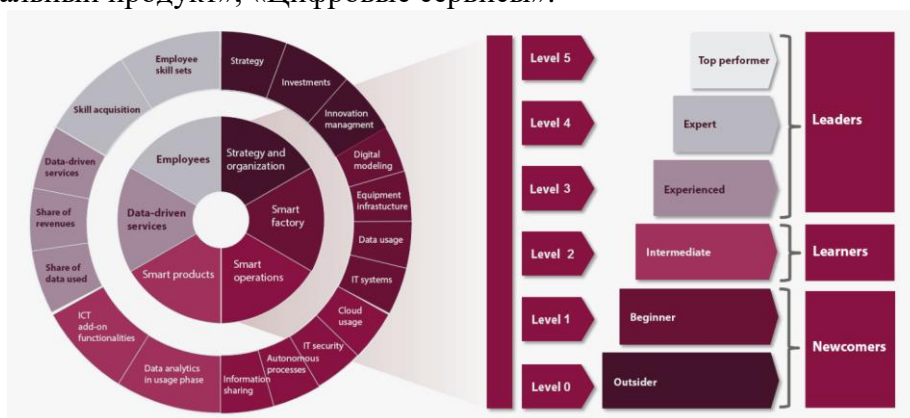 альный продукт», «Цифровые сервисы».
Employee
skill sets
Strategy
Investments
Innovation
managment
Digital
modeling
Equipment
infrastucture
Data usage
IT systems
Cloud
usage
IT security
Autonomous
processes
Information
sharing
Data analytics
in usage phase
ICT
add-on
functionalities
Share of
data used
Share of
revenues
Data-driven
services
Skill acquisition
Employees
Strategy and
organization
Smart
factory
Smart
operations
Smart products
Data-driven
services
Level 5
Top performer
Level 4
Expert
Leaders
Level 3
Experienced
Level 2
Intermediate
Learners
Level 1
Beginner
Newcomers
Level 0
Outsider